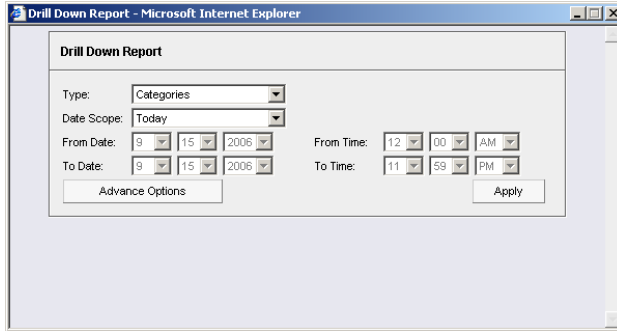 Drill Down Report - Microsoft Internet Explorer
Drill Down Report
Type: Categories
Date Scope: Today
From Date: 9 15 2006 From Time: 12 00 AM
To Date: 9 15 2006 To Time: 11 59 PM
Advance Options Apply